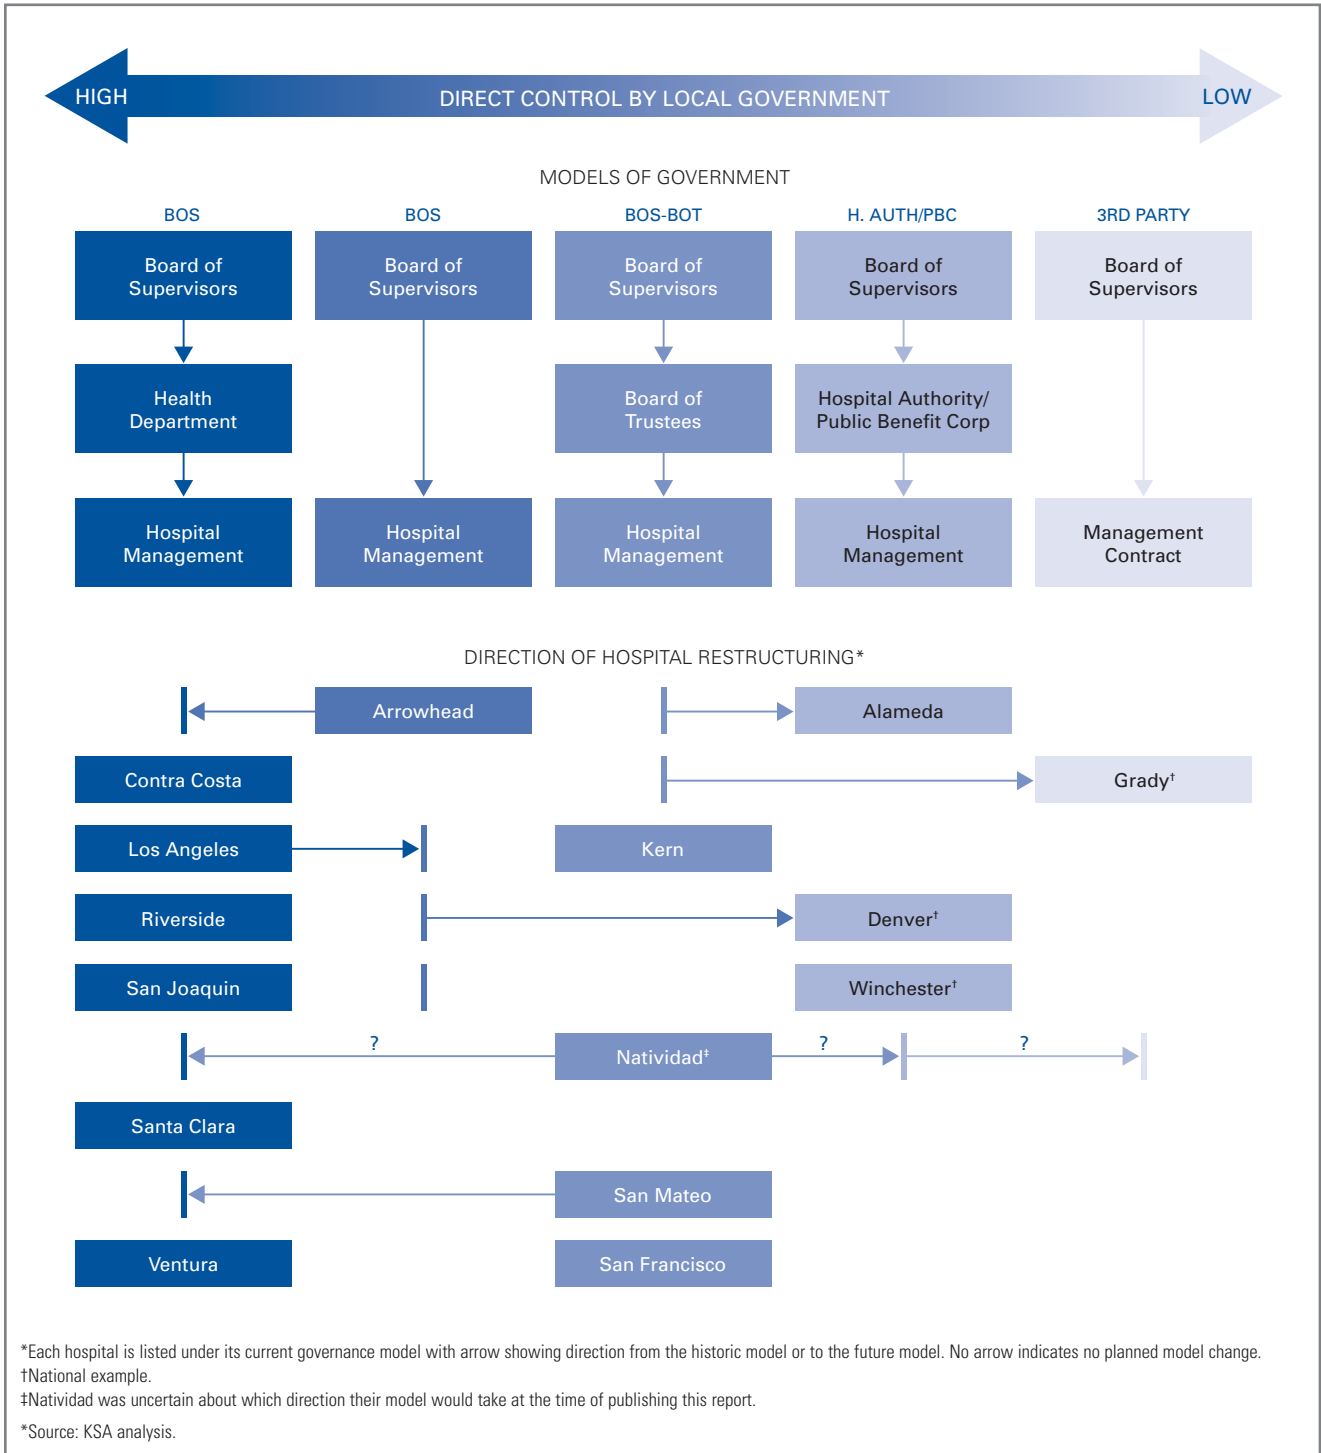 HIGH
DIRECT CONTROL BY LOCAL GOVERNMENT
LOW
MODELS OF GOVERNMENT
BOS
BOS
BOS-BOT
H. AUTH/PBC
3RD PARTY
Board of
Supervisors
Board of
Supervisors
Board of
Supervisors
Board of
Supervisors
Board of
Supervisors
Health
Department
Board of
Trustees
Hospital Authority/
Public Benefit Corp
Hospital
Management
Hospital
Management
Hospital
Management
Hospital
Management
Management
Contract
DIRECTION OF HOSPITAL RESTRUCTURING*
Arrowhead
Alameda
Contra Costa
Grady†
Los Angeles
Kern
Riverside
Denver†
San Joaquin
Winchester†
?
Natividad‡
?
?
Santa Clara
San Mateo
Ventura
San Francisco
*Each hospital is listed under its current governance model with arrow showing direction from the historic model or to the future model. No arrow indicates no planned model change.
†National example.
‡Natividad was uncertain about which direction their model would take at the time of publishing this report.
*Source: KSA analysis.